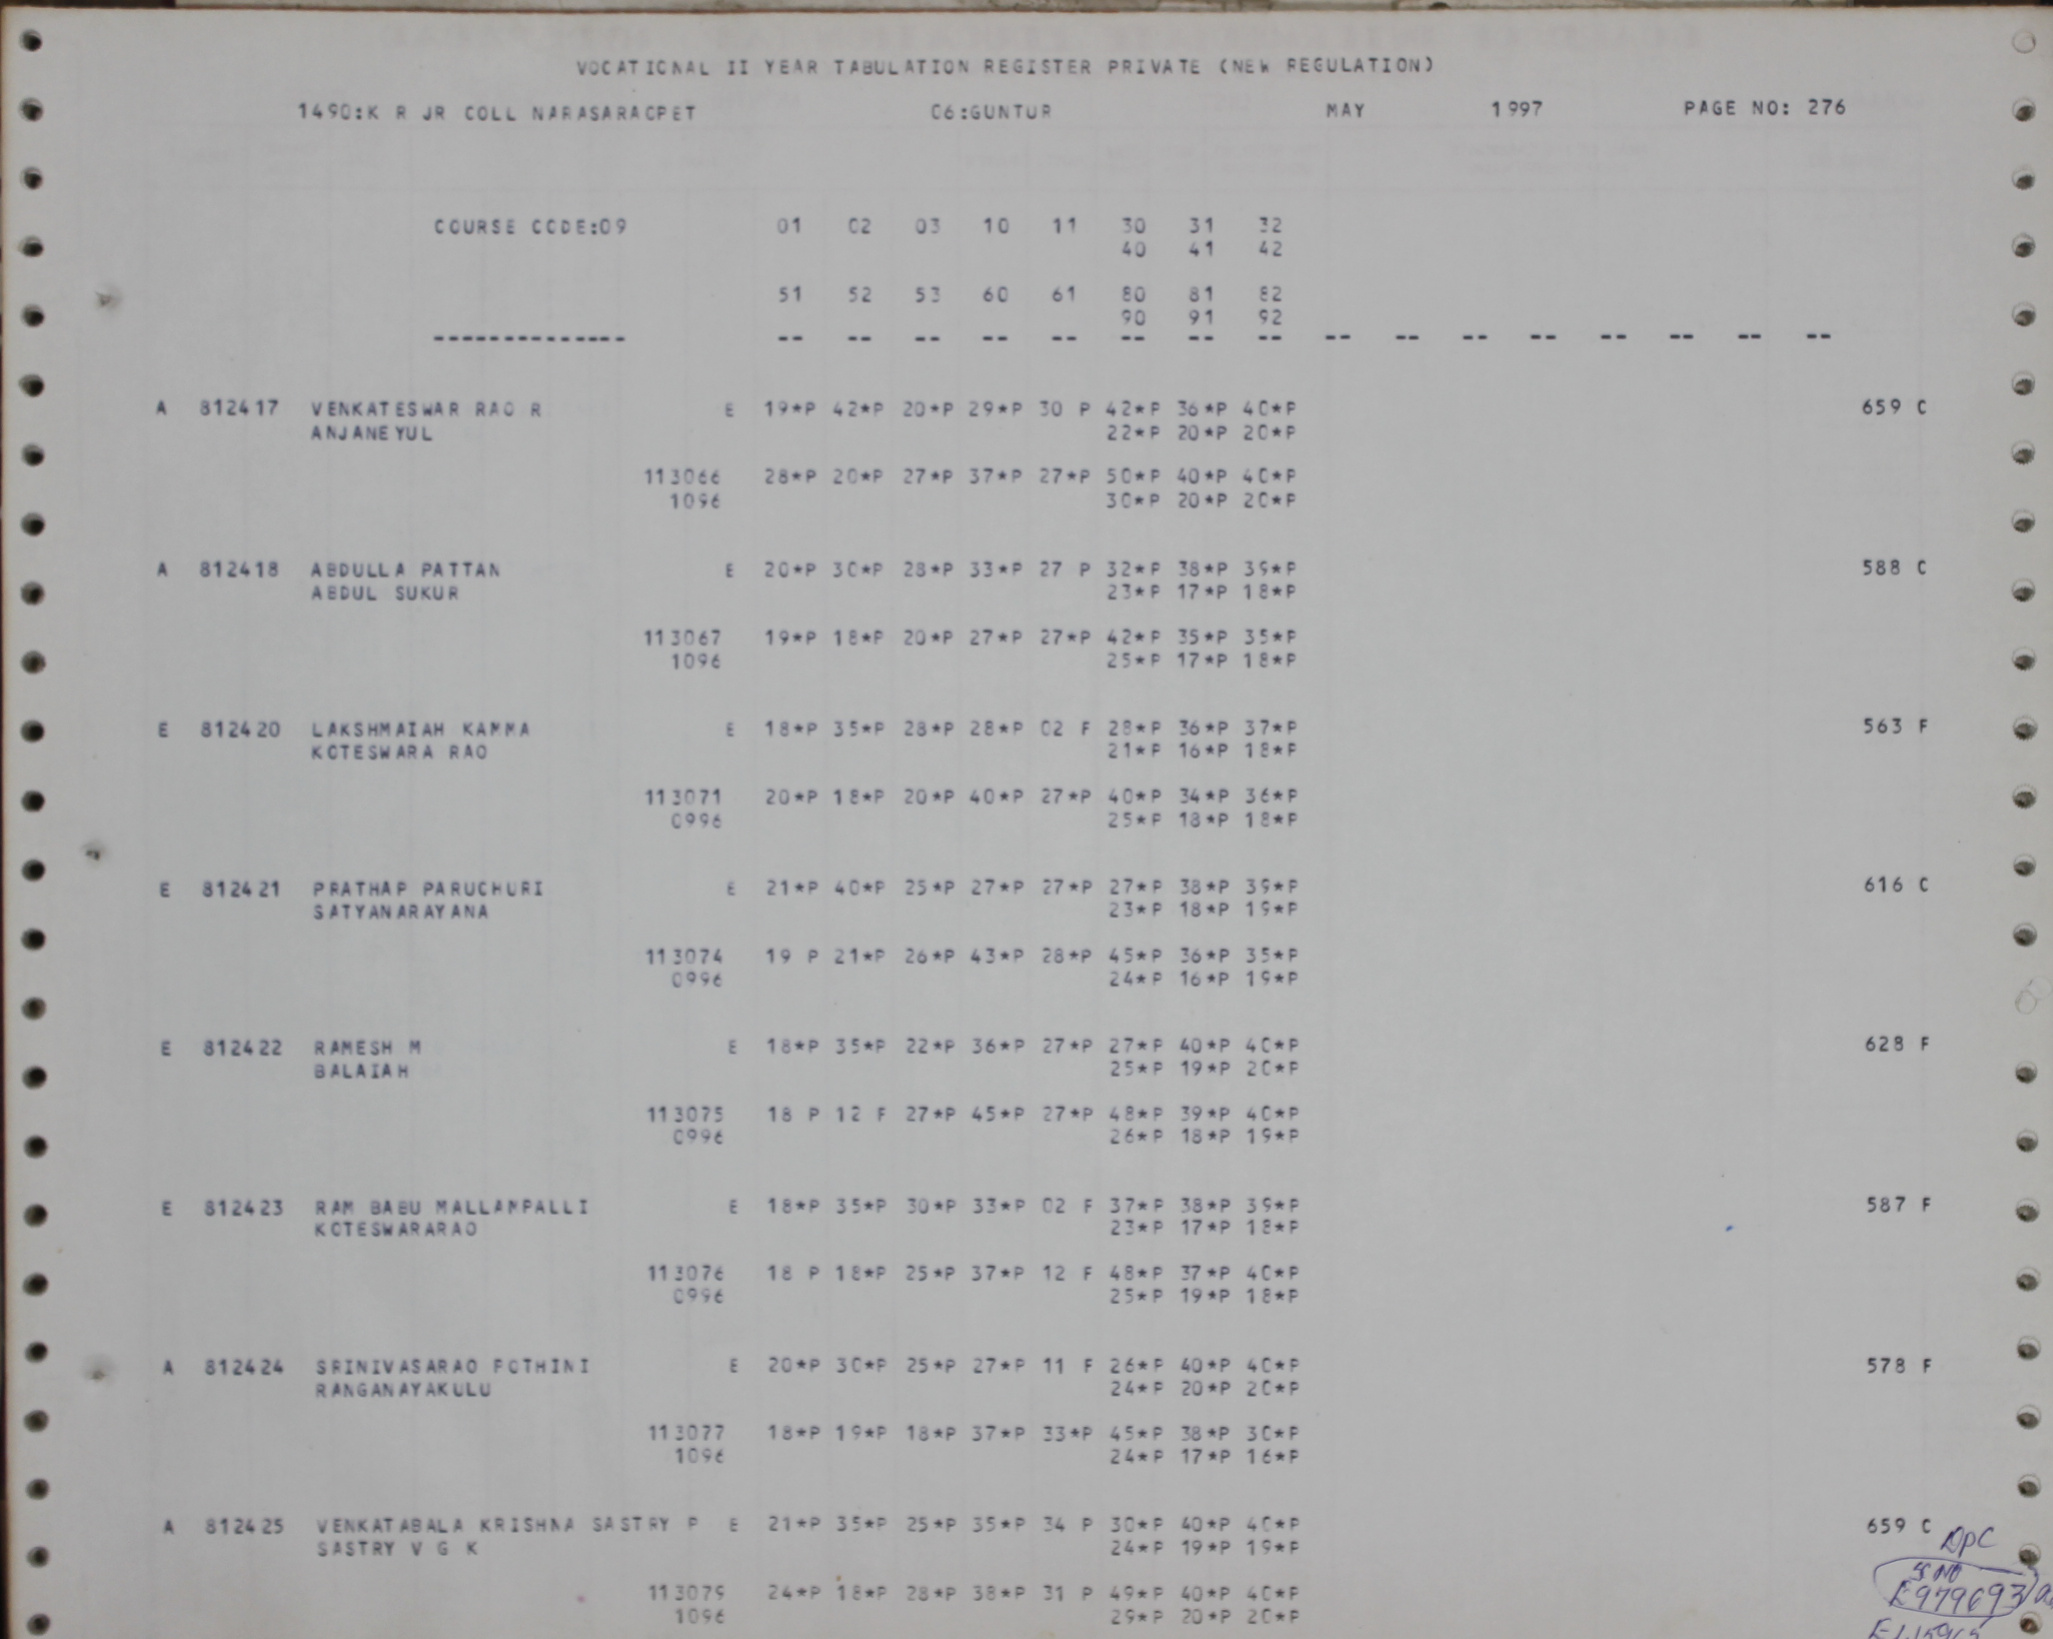 VOCATIONAL II YEAR TABULATION REGISTER PRIVATE (NEW REGULATION)
1490:K R JR COLL NARASARAOPET C6:GUNTUR MAY 1997 PAGE NO: 276
COURSE CODE:09 01 02 03 10 11 30 31 32
40 41 42
51 52 53 60 61 80 81 82
90 91 92
-------------- -- -- -- -- -- -- -- -- -- -- -- -- -- -- -- --
A 812417 VENKATESWAR RAO R E 19*P 42*P 20*P 29*P 30 P 42*P 36*P 40*P 659 C
ANJANEYUL 22*P 20*P 20*P
113066 28*P 20*P 27*P 37*P 27*P 50*P 40*P 40*P
1096 30*P 20*P 20*P
A 812418 ABDULLA PATTAN E 20*P 30*P 28*P 33*P 27 P 32*P 38*P 39*P 588 C
ABDUL SUKUR 23*P 17*P 18*P
113067 19*P 18*P 20*P 27*P 27*P 42*P 35*P 35*P
1096 25*P 17*P 18*P
E 812420 LAKSHMAIAH KAMMA E 18*P 35*P 28*P 28*P 02 F 28*P 36*P 37*P 563 F
KOTESWARA RAO 21*P 16*P 18*P
113071 20*P 18*P 20*P 40*P 27*P 40*P 34*P 36*P
0996 25*P 18*P 18*P
E 812421 PRATHAP PARUCHURI E 21*P 40*P 25*P 27*P 27*P 27*P 38*P 39*P 616 C
SATYANARAYANA 23*P 18*P 19*P
113074 19 P 21*P 26*P 43*P 28*P 45*P 36*P 35*P
0996 24*P 16*P 19*P
E 812422 RAMESH M E 18*P 35*P 22*P 36*P 27*P 27*P 40*P 40*P 628 F
BALAIAH 25*P 19*P 20*P
113075 18 P 12 F 27*P 45*P 27*P 48*P 39*P 40*P
0996 26*P 18*P 19*P
E 812423 RAM BABU MALLAMPALLI E 18*P 35*P 30*P 33*P 02 F 37*P 38*P 39*P 587 F
KOTESWARARAO 23*P 17*P 18*P
113076 18 P 18*P 25*P 37*P 12 F 48*P 37*P 40*P
0996 25*P 19*P 18*P
A 812424 SRINIVASARAO POTHINI E 20*P 30*P 25*P 27*P 11 F 26*P 40*P 40*P 578 F
RANGANAYAKULU 24*P 20*P 20*P
113077 18*P 19*P 18*P 37*P 33*P 45*P 38*P 30*P
1096 24*P 17*P 16*P
A 812425 VENKATABALA KRISHNA SASTRY P E 21*P 35*P 25*P 35*P 34 P 30*P 40*P 40*P 659 C
SASTRY V G K 24*P 19*P 19*P
DPC
113079 24*P 18*P 28*P 38*P 31 P 49*P 40*P 40*P
E979693
1096 29*P 20*P 20*P